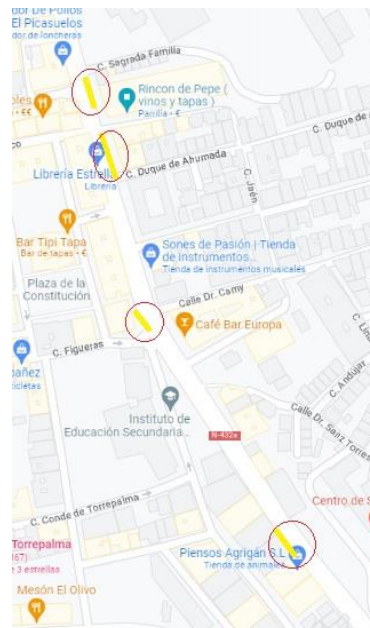 dor De Pollos
El Picasuelos
dor de loncheras
C. Sagrada Familia
Rincon de Pepe (
vinos y tapas )
Parrilla • €
C. Duque de
Librería Estrella
Librería
C. Duque de Ahumada
C. Jaén
Bar Tipi Tapa
Bar de tapas • €
Sones de Pasión | Tienda
de instrumentos...
Tienda de instrumentos musicales
Plaza de la
Constitución
Calle Dr. Camy
Café Bar Europa
C. Figueras
ibáñez
icicletas
C. Andujar
Instituto de
Educación Secundaria...
N-432a
Calle Dr. Sanz Torres
Centro de S
C. Conde de Torrepalma
Torrepalma
3 estrellas
Piensos Agrigán S.L
Tienda de animales
Mesón El Olivo